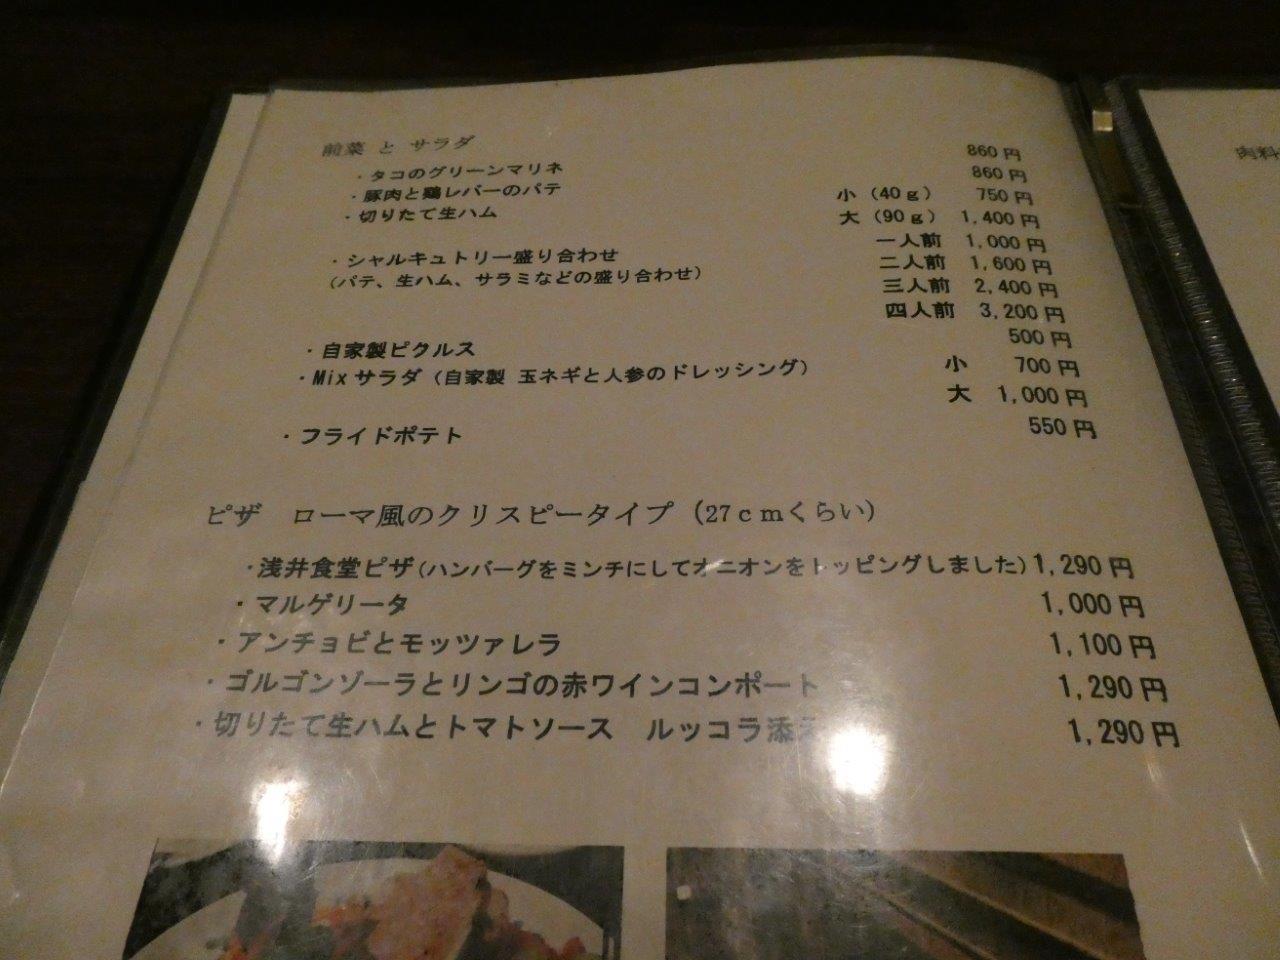 前菜 と サラダ
・タコのグリーンマリネ 860円
・豚肉と鶏レバーのパテ 860円
・切りたて生ハム 小（40ｇ） 750円
大（90ｇ） 1,400円
・シャルキュトリー盛り合わせ 一人前 1,000円
（パテ、生ハム、サラミなどの盛り合わせ） 二人前 1,600円
三人前 2,400円
四人前 3,200円
・自家製ピクルス 500円
・Mixサラダ（自家製 玉ネギと人参のドレッシング） 小 700円
大 1,000円
・フライドポテト 550円
ピザ ローマ風のクリスピータイプ（27ｃｍくらい）
・浅井食堂ピザ(ハンバーグをミンチにしてオニオンをトッピングしました) 1,290円
・マルゲリータ 1,000円
・アンチョビとモッツァレラ 1,100円
・ゴルゴンゾーラとリンゴの赤ワインコンポート 1,290円
・切りたて生ハムとトマトソース ルッコラ添え 1,290円
肉料